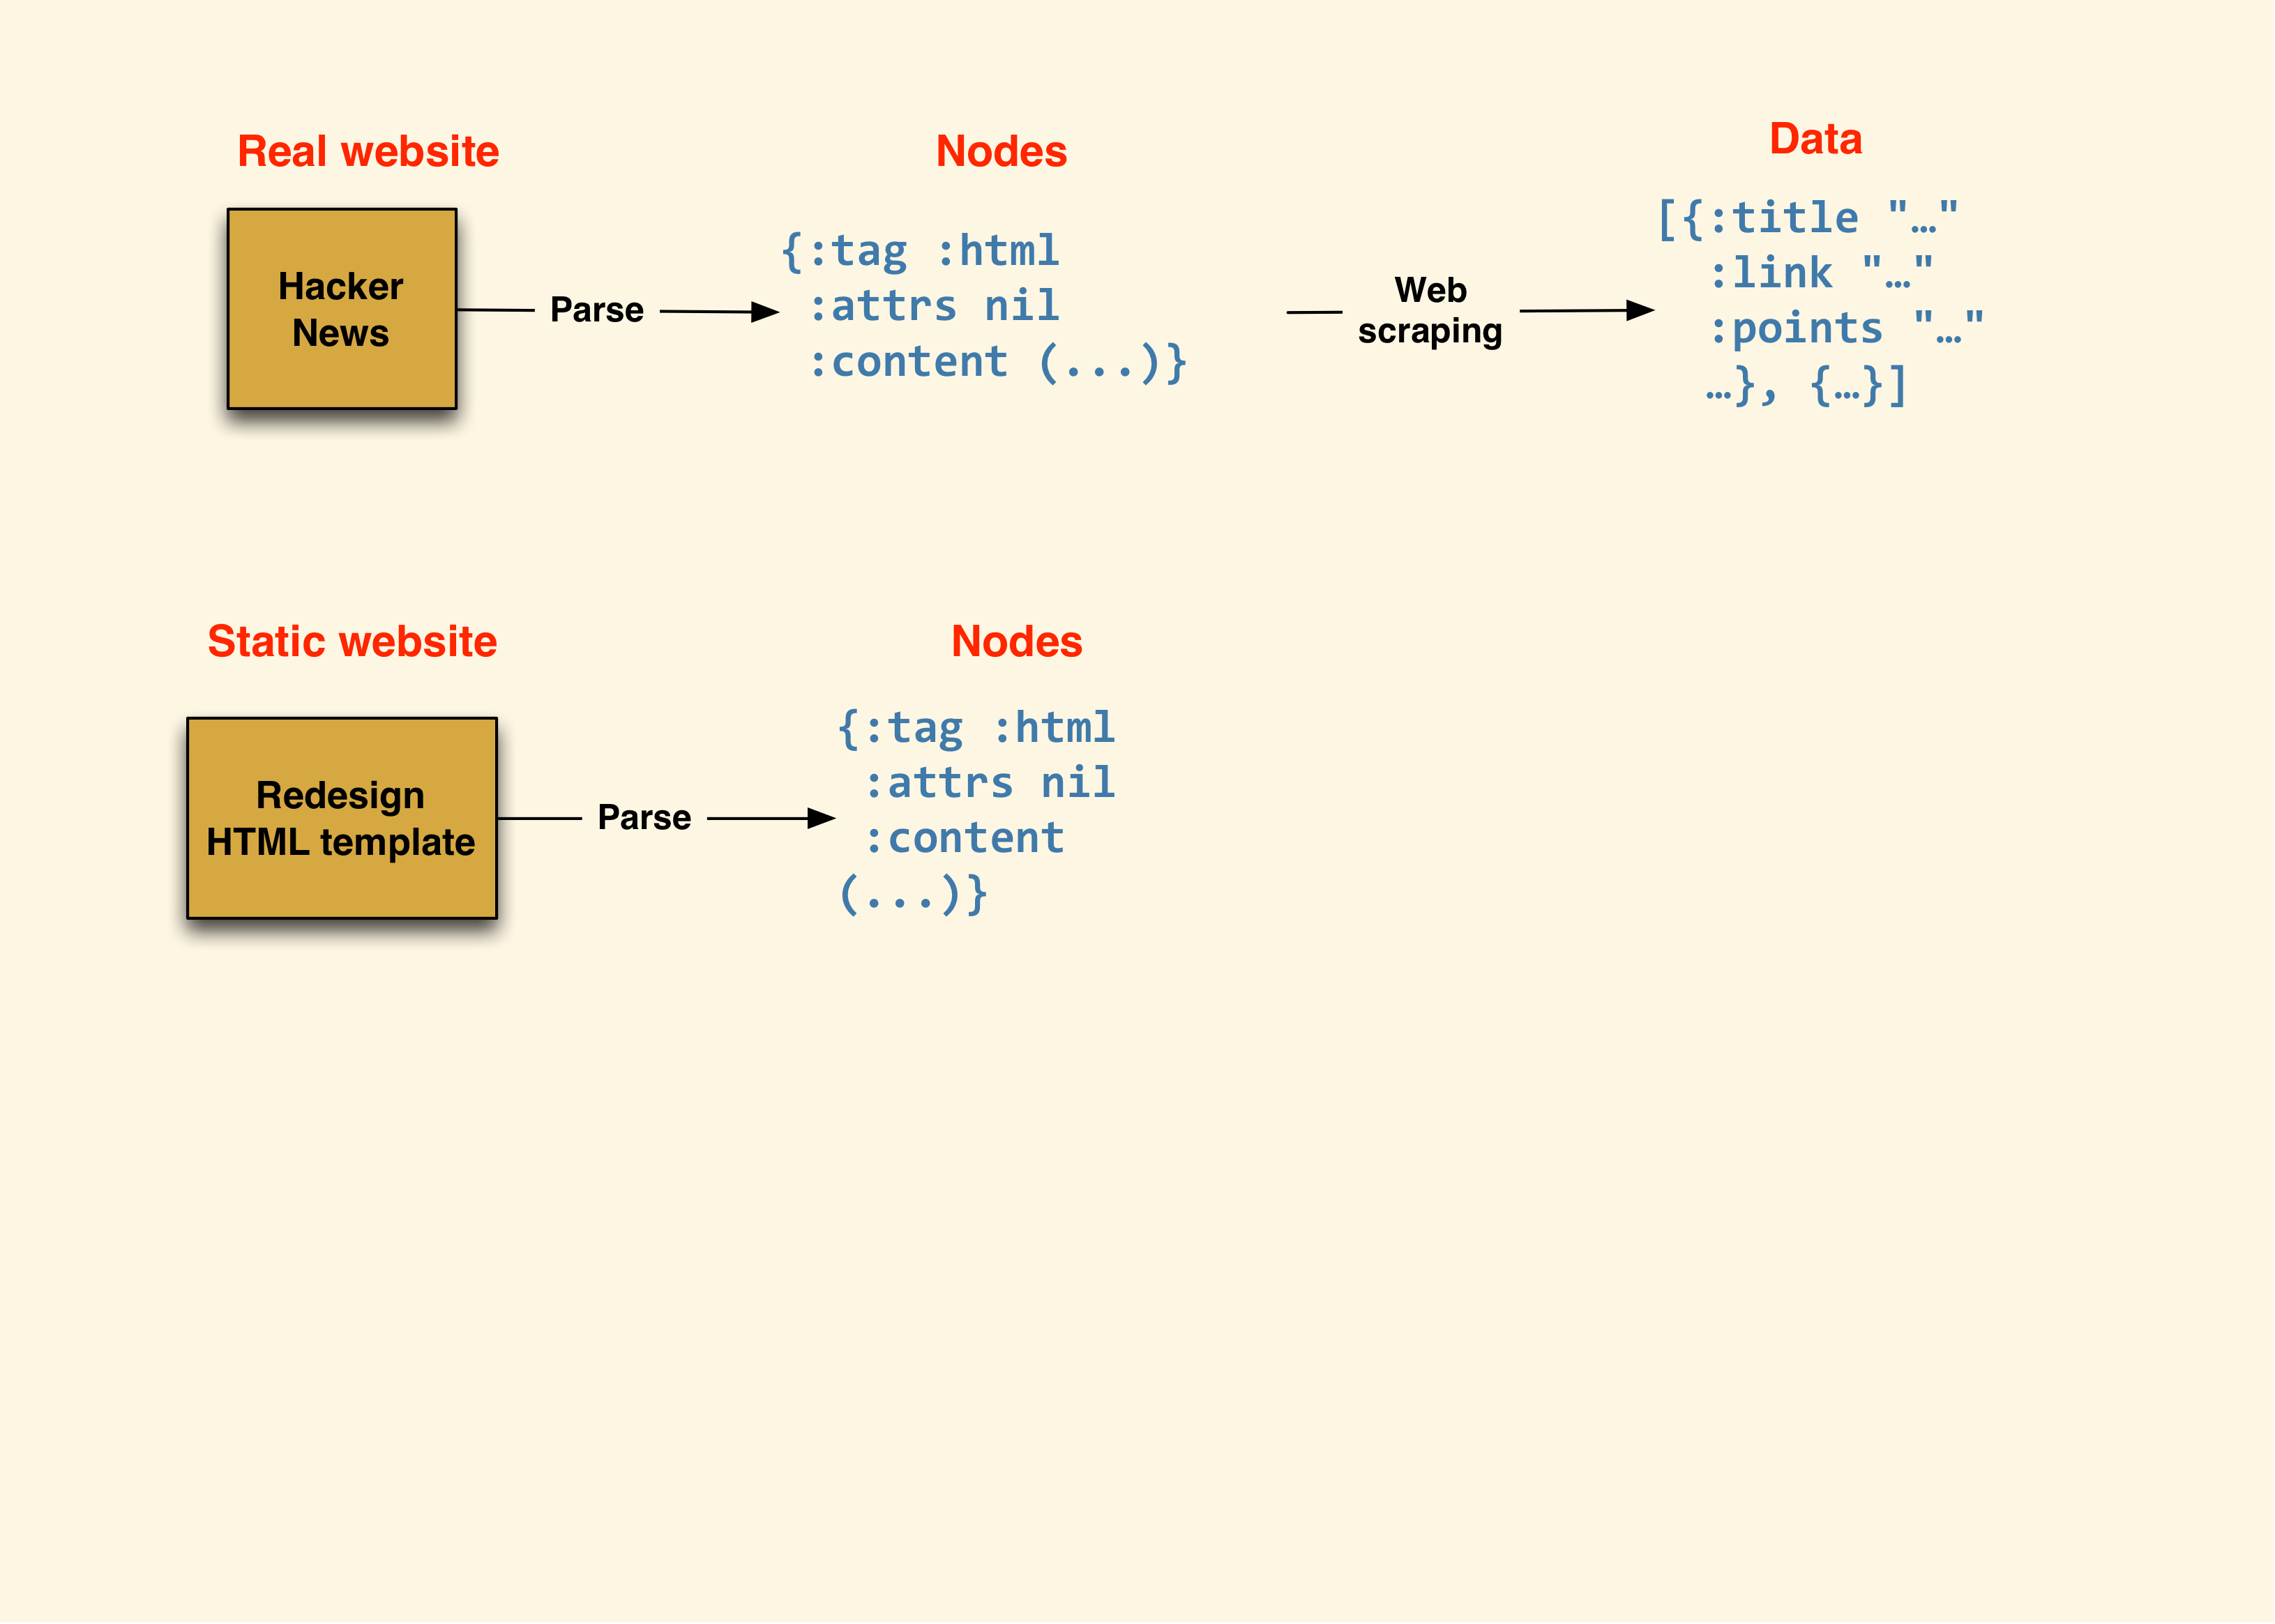 Real website
Nodes
Data
Hacker
News
Parse
{:tag :html
:attrs nil
:content (...)}
Web
scraping
[{:title "…"
:link "…"
:points "…"
…}, {…}]
Static website
Nodes
Redesign
HTML template
Parse
{:tag :html
:attrs nil
:content
(...)}